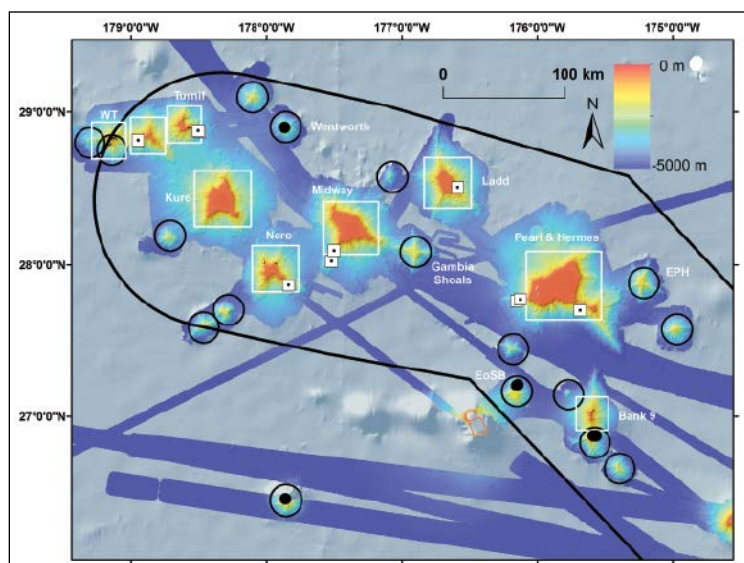 179°0'0"W 178°0'0"W 177°0'0"W 176°0'0"W 175°0'0"W
0 m
0 100 km
N
-5000 m
29°0'0"N
Turnif
WT
Wentworth
Midway
Ladd
Kure
Nero
Pearl & Hermes
Gambia
Shoals
EPH
28°0'0"N
EoSB
Bank 9
27°0'0"N